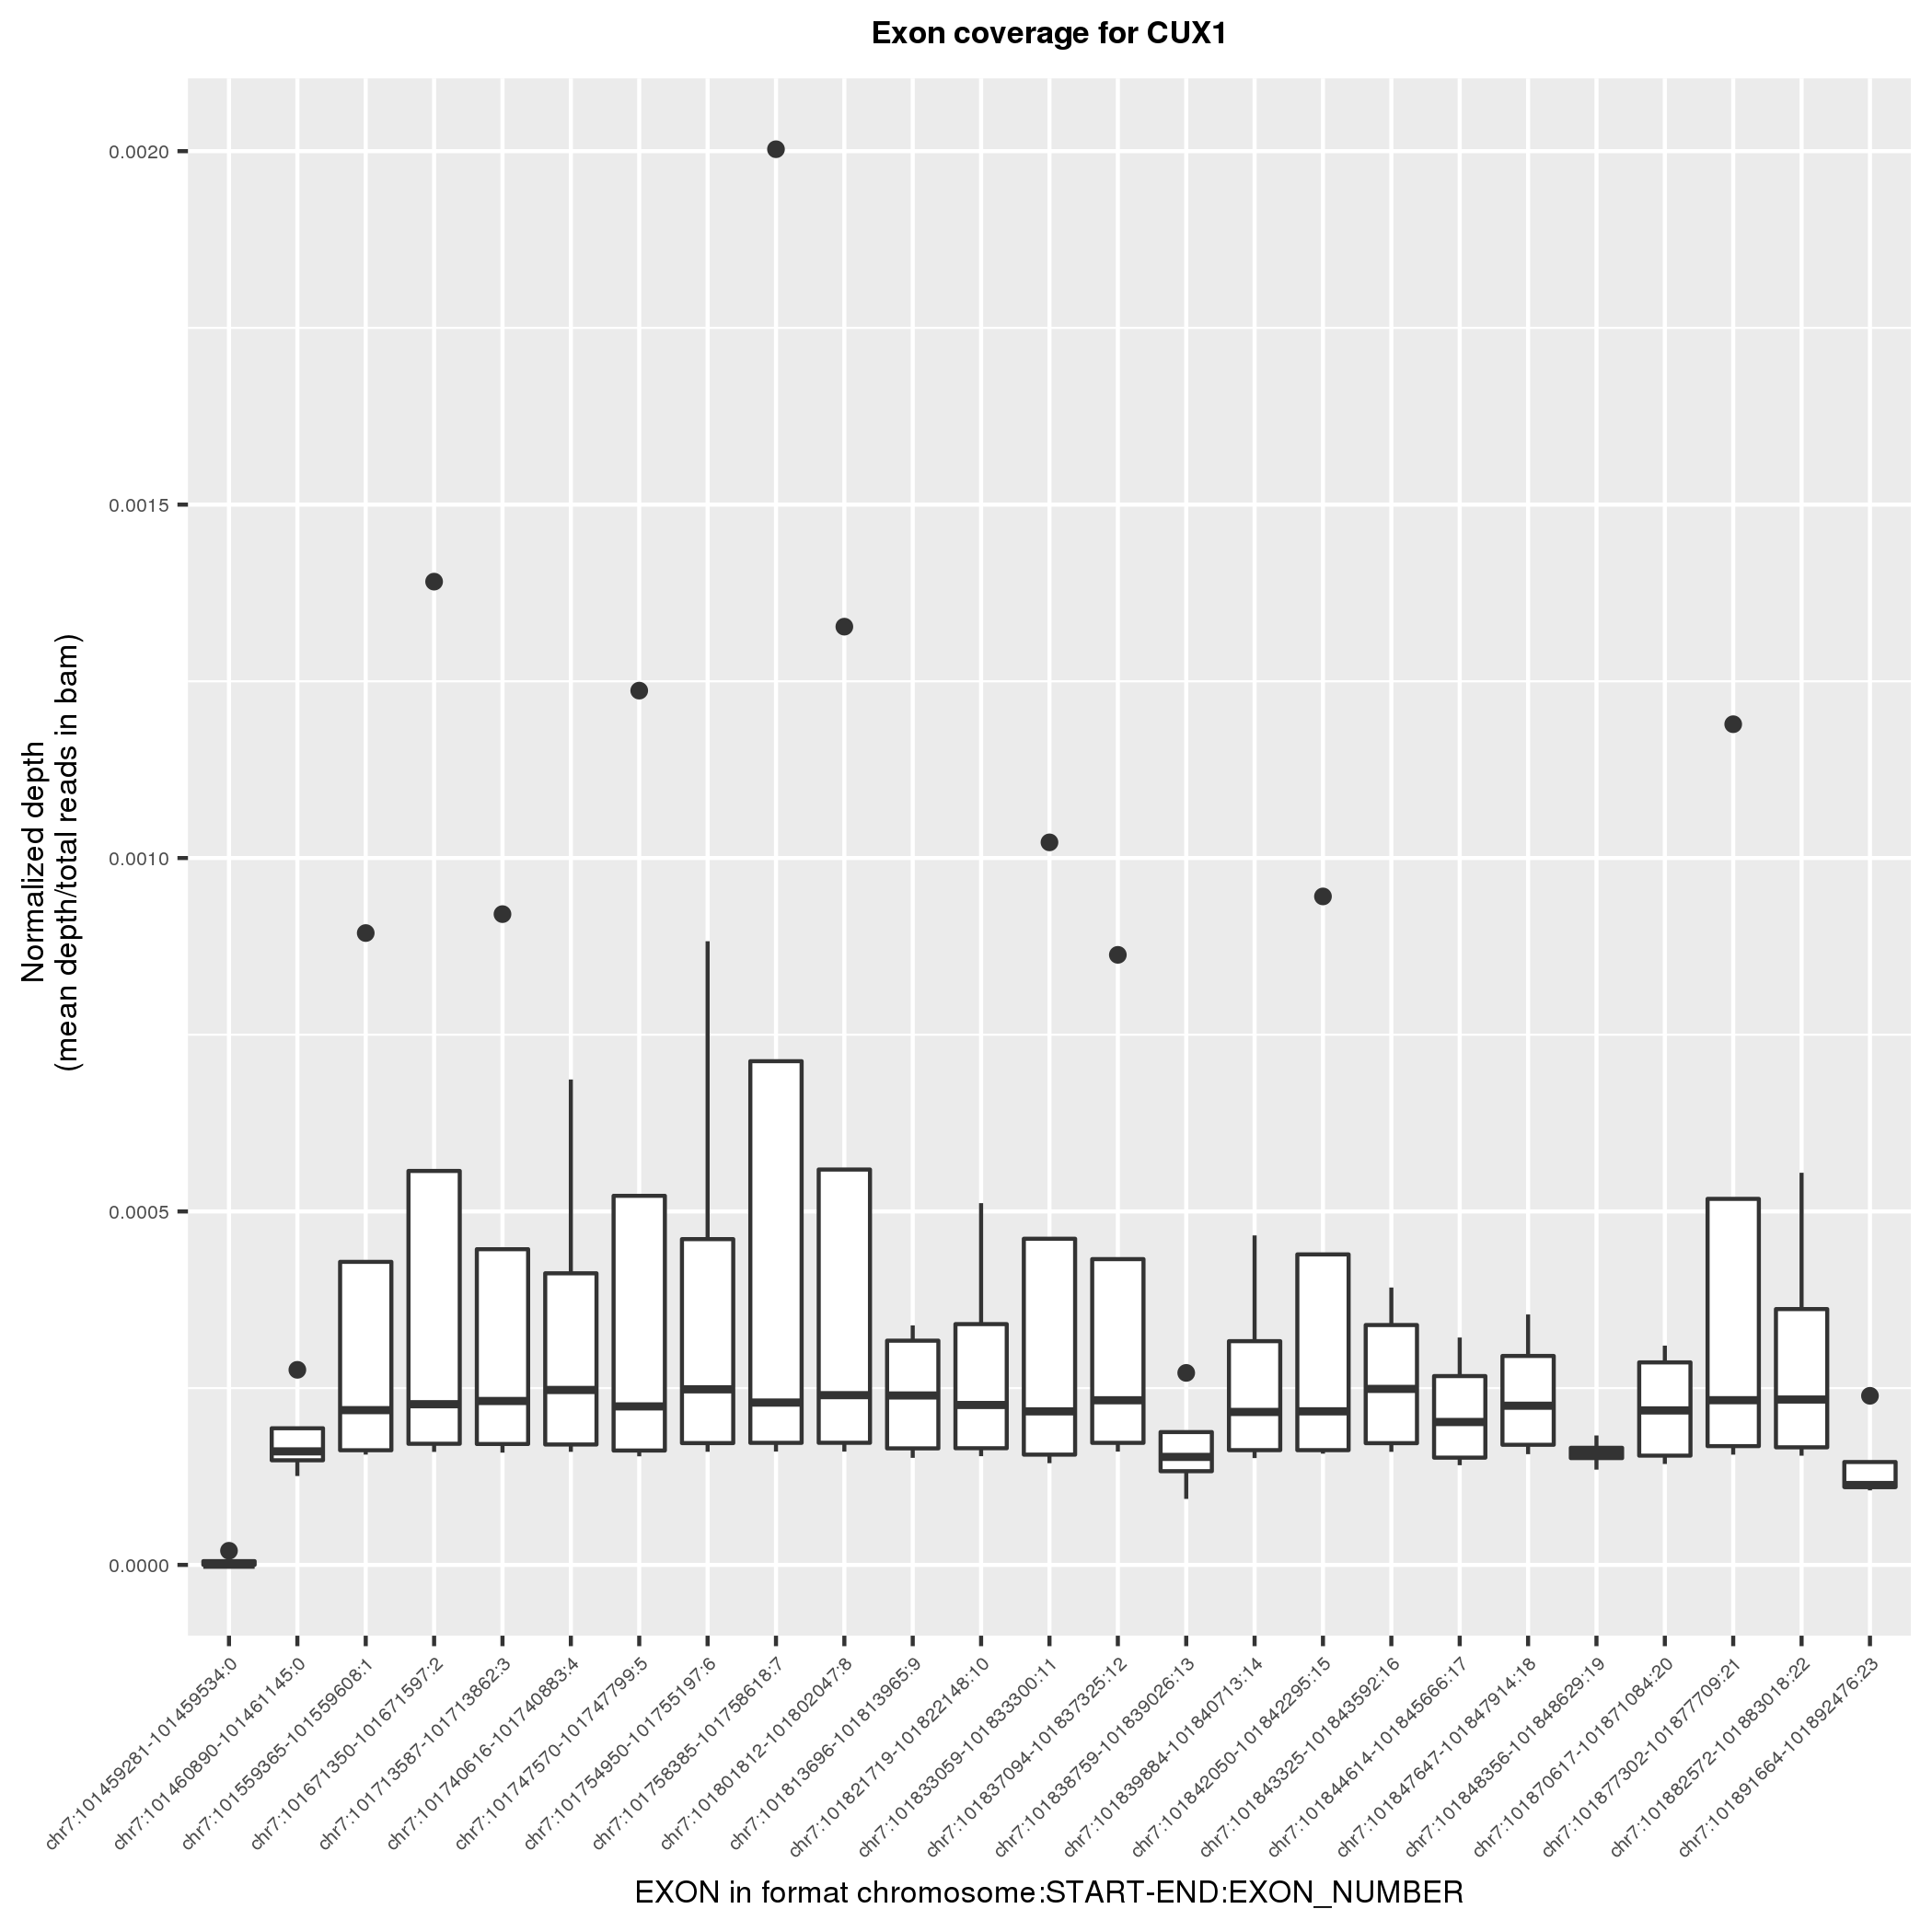 Exon coverage for CUX1
Normalized depth
(mean depth/total reads in bam)
0.0020
0.0015
0.0010
0.0005
0.0000
chr7:101459281-101459534:0
chr7:101460890-101461145:0
chr7:101559365-101559608:1
chr7:101671350-101671597:2
chr7:101713587-101713862:3
chr7:101740616-101740883:4
chr7:101747570-101747799:5
chr7:101754950-101755197:6
chr7:101758385-101758618:7
chr7:101801812-101802047:8
chr7:101813696-101813965:9
chr7:101821719-101822148:10
chr7:101833059-101833300:11
chr7:101837094-101837325:12
chr7:101838759-101839026:13
chr7:101839884-101840713:14
chr7:101842050-101842295:15
chr7:101843325-101843592:16
chr7:101844614-101845666:17
chr7:101847647-101847914:18
chr7:101848356-101848629:19
chr7:101870617-101871084:20
chr7:101877302-101877709:21
chr7:101882572-101883018:22
chr7:101891664-101892476:23
EXON in format chromosome:START-END:EXON_NUMBER